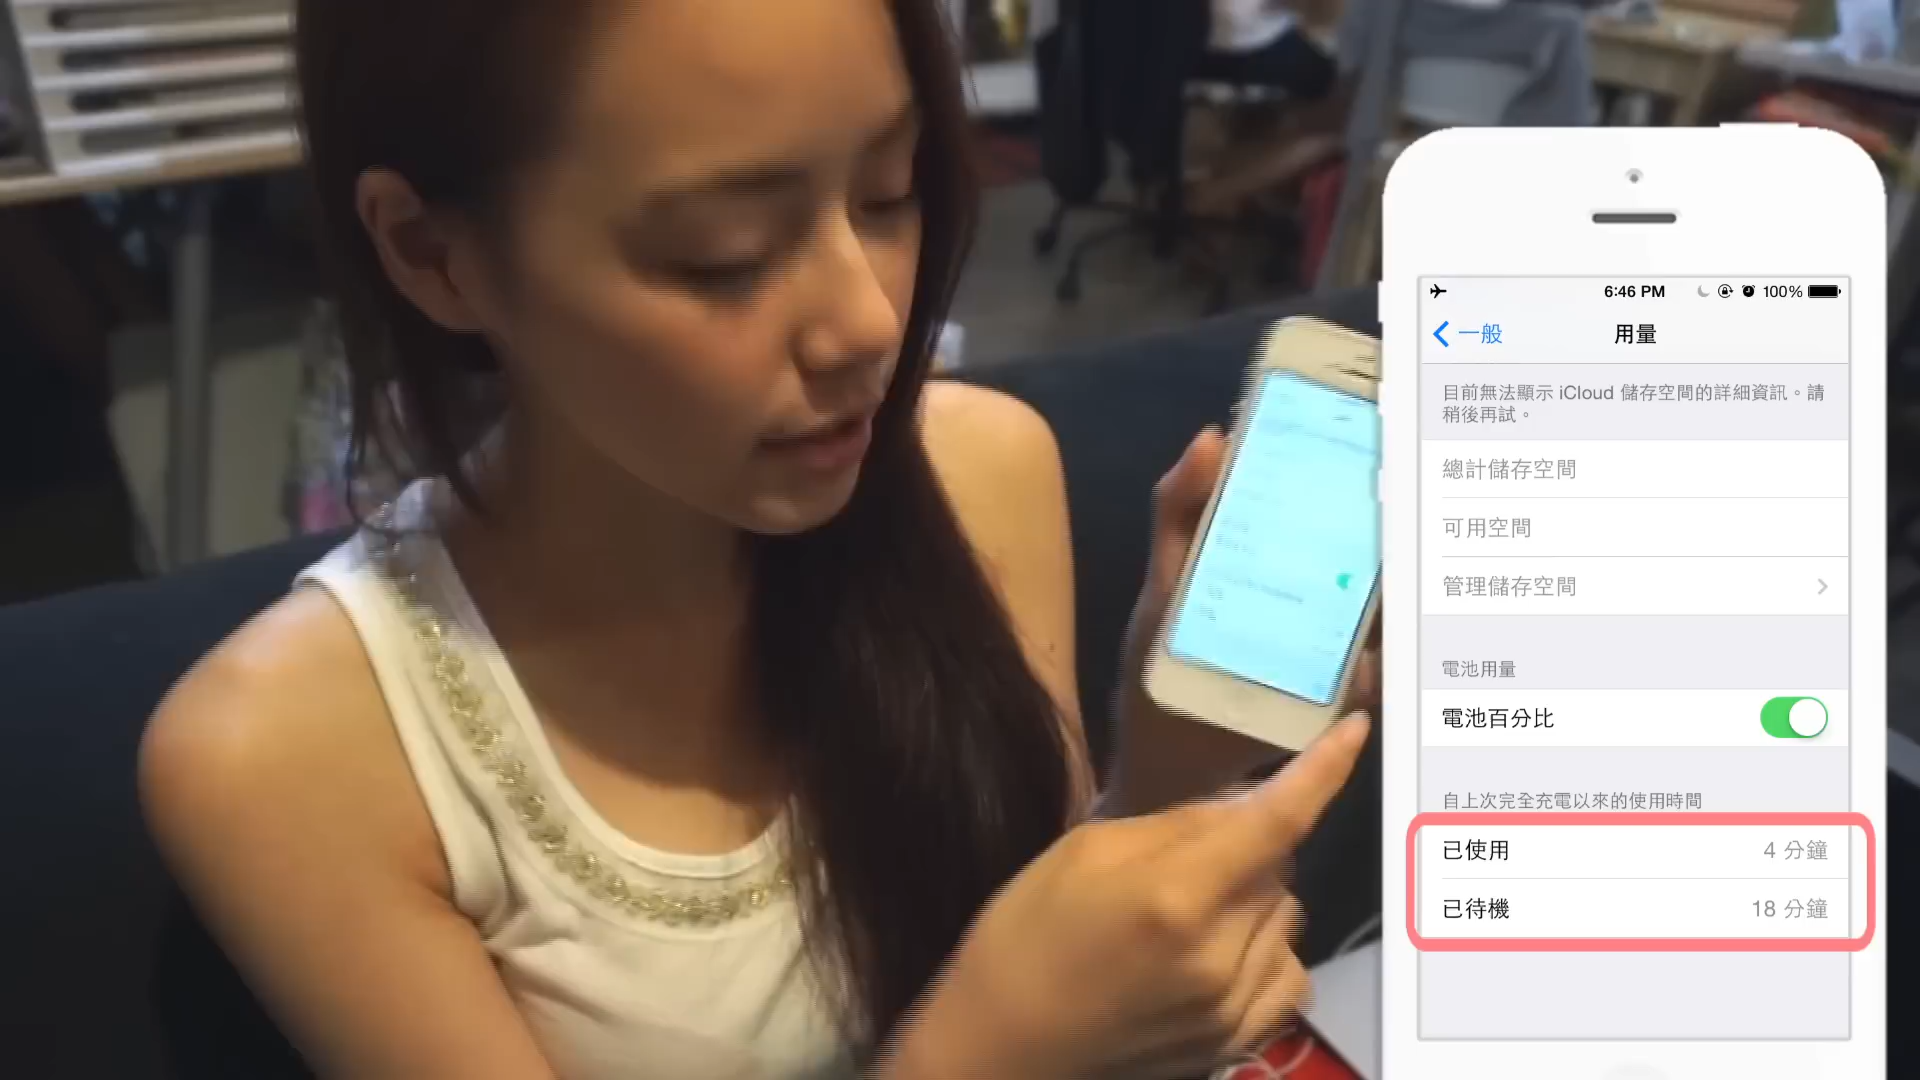 6:46 PM 100%
一般 用量
目前無法顯示 iCloud 儲存空間的詳細資訊。請
稍後再試。
總計儲存空間
可用空間
管理儲存空間
電池用量
電池百分比
自上次完全充電以來的使用時間
已使用 4 分鐘
已待機 18 分鐘